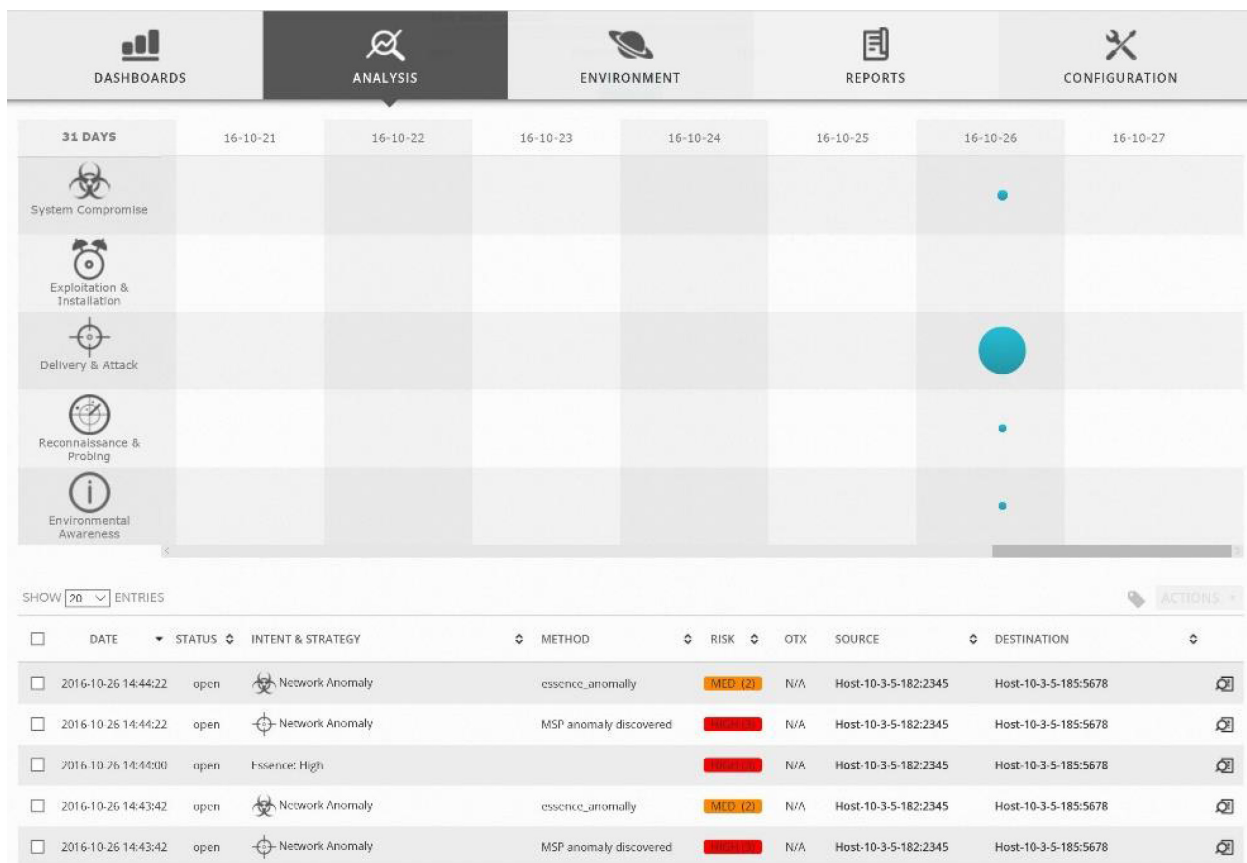 DASHBOARDS ANALYSIS ENVIRONMENT REPORTS CONFIGURATION
31 DAYS 16-10-21 16-10-22 16-10-23 16-10-24 16-10-25 16-10-26 16-10-27
System Compromise
Exploitation &
Installation
Delivery & Attack
Reconnaissance &
Probing
Environmental
Awareness
SHOW 20 ENTRIES ACTIONS
DATE STATUS INTENT & STRATEGY METHOD RISK OTX SOURCE DESTINATION
2016-10-26 14:44:22 open Network Anomaly essence_anomally MED (2) N/A Host-10-3-5-182:2345 Host-10-3-5-185:5678
2016-10-26 14:44:22 open Network Anomaly MSP anomaly discovered HIGH N/A Host-10-3-5-182:2345 Host-10-3-5-185:5678
2016-10-26 14:44:00 open Essence: High HIGH N/A Host-10-3-5-182:2345 Host-10-3-5-185:5678
2016-10-26 14:43:42 open Network Anomaly essence_anomally MED (2) N/A Host-10-3-5-182:2345 Host-10-3-5-185:5678
2016-10-26 14:43:42 open Network Anomaly MSP anomaly discovered HIGH N/A Host-10-3-5-182:2345 Host-10-3-5-185:5678